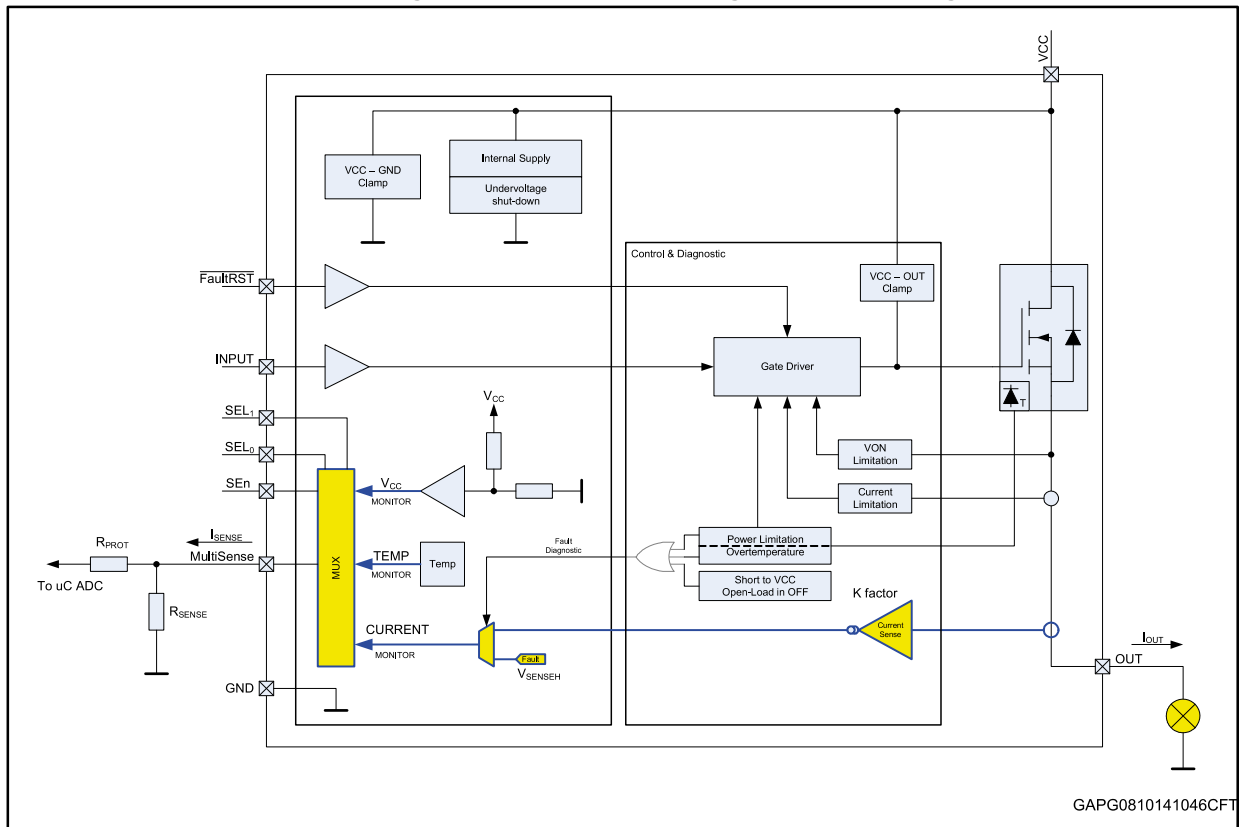 VCC
VCC – GND
Clamp
Internal Supply
Undervoltage
shut-down
Control & Diagnostic
FaultRST
VCC – OUT
Clamp
INPUT
Gate Driver
T
SEL1
VCC
SEL0
VON
Limitation
SEn
VCC
MONITOR
Current
Limitation
ISENSE
RPROT
MultiSense
MUX
TEMP
MONITOR
Temp
Fault
Diagnostic
Power Limitation
Overtemperature
To uC ADC
Short to VCC
Open-Load in OFF
RSENSE
K factor
CURRENT
MONITOR
Current
Sense
Fault
VSENSEH
IOUT
OUT
GND
GAPG0810141046CFT